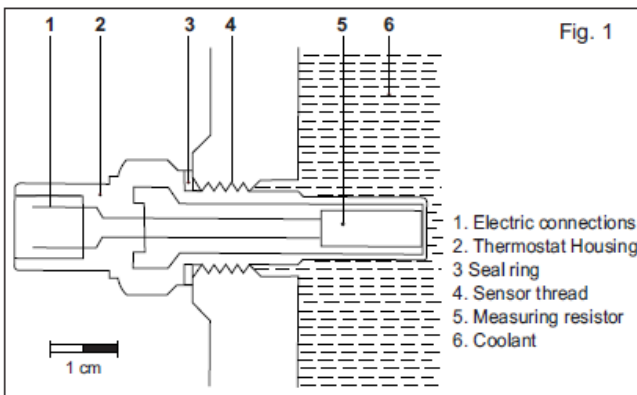 1 2 3 4 5 6 Fig. 1
1. Electric connections
2. Thermostat Housing
3 Seal ring
4. Sensor thread
5. Measuring resistor
6. Coolant
1 cm